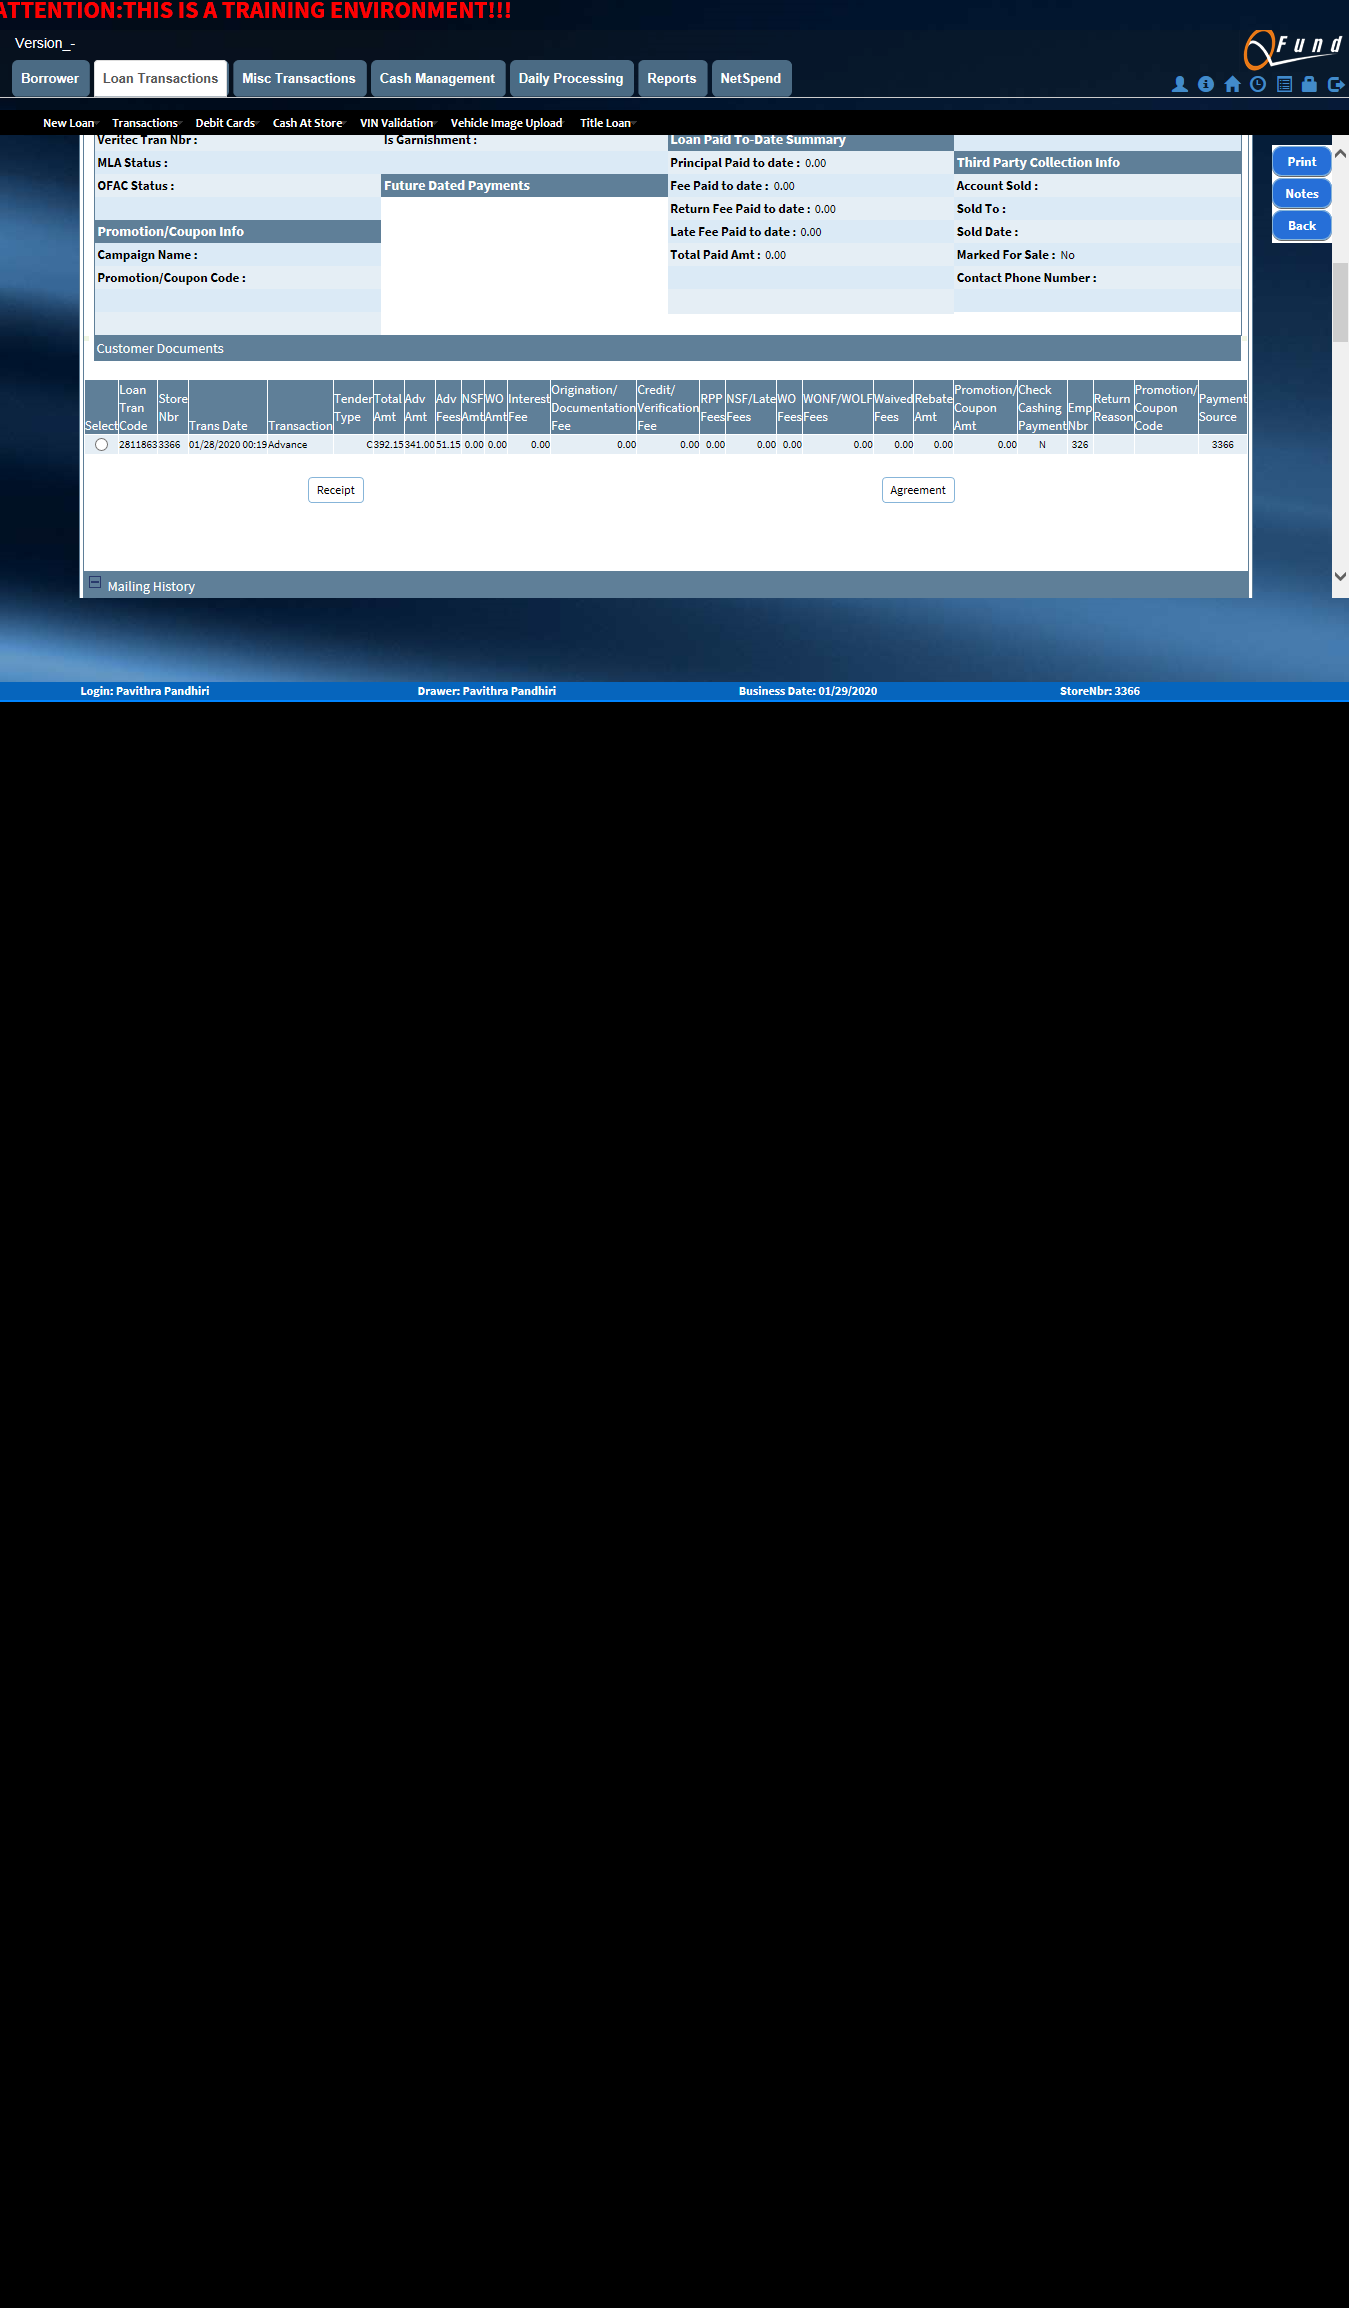 ATTENTION:THIS IS A TRAINING ENVIRONMENT!!!
Version_-
QFund
Borrower Loan Transactions Misc Transactions Cash Management Daily Processing Reports NetSpend
New Loan Transactions Debit Cards Cash At Store VIN Validation Vehicle Image Upload Title Loan
Veritec Tran Nbr : Is Garnishment : Loan Paid To-Date Summary
MLA Status : Principal Paid to date : 0.00 Third Party Collection Info
OFAC Status : Future Dated Payments Fee Paid to date : 0.00 Account Sold :
Return Fee Paid to date : 0.00 Sold To :
Promotion/Coupon Info Late Fee Paid to date : 0.00 Sold Date :
Campaign Name : Total Paid Amt : 0.00 Marked For Sale : No
Promotion/Coupon Code : Contact Phone Number :
Print
Notes
Back
Customer Documents
Select Loan Tran Code Store Nbr Trans Date Transaction Tender Type Total Amt Adv Amt Adv Fees NSF Amt WO Amt Interest Fee Origination/ Documentation Fee Credit/ Verification Fee RPP Fees NSF/Late Fees WO Fees WONF/WOLF Fees Waived Fees Rebate Amt Promotion/ Coupon Amt Check Cashing Payment Emp Nbr Return Reason Promotion/ Coupon Code Payment Source
2811863 3366 01/28/2020 00:19 Advance C 392.15 341.00 51.15 0.00 0.00 0.00 0.00 0.00 0.00 0.00 0.00 0.00 0.00 0.00 0.00 N 326 3366
Receipt Agreement
Mailing History
Login: Pavithra Pandhiri Drawer: Pavithra Pandhiri Business Date: 01/29/2020 StoreNbr: 3366